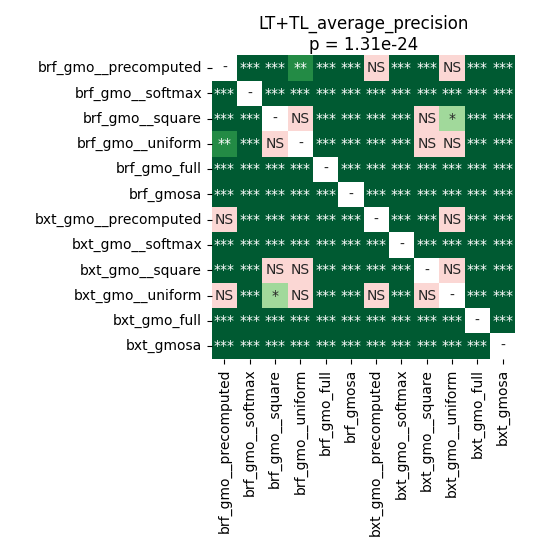 LT+TL_average_precision
p = 1.31e-24
brf_gmo__precomputed - *** *** ** *** *** NS *** *** NS *** ***
brf_gmo__softmax *** - *** *** *** *** *** *** *** *** *** ***
brf_gmo__square *** *** - NS *** *** *** *** NS * *** ***
brf_gmo__uniform ** *** NS - *** *** *** *** NS NS *** ***
brf_gmo_full *** *** *** *** - *** *** *** *** *** *** ***
brf_gmosa *** *** *** *** *** - *** *** *** *** *** ***
bxt_gmo__precomputed NS *** *** *** *** *** - *** *** NS *** ***
bxt_gmo__softmax *** *** *** *** *** *** *** - *** *** *** ***
bxt_gmo__square *** *** NS NS *** *** *** *** - NS *** ***
bxt_gmo__uniform NS *** * NS *** *** NS *** NS - *** ***
bxt_gmo_full *** *** *** *** *** *** *** *** *** *** - ***
bxt_gmosa *** *** *** *** *** *** *** *** *** *** *** -
brf_gmo__precomputed
brf_gmo__softmax
brf_gmo__square
brf_gmo__uniform
brf_gmo_full
brf_gmosa
bxt_gmo__precomputed
bxt_gmo__softmax
bxt_gmo__square
bxt_gmo__uniform
bxt_gmo_full
bxt_gmosa